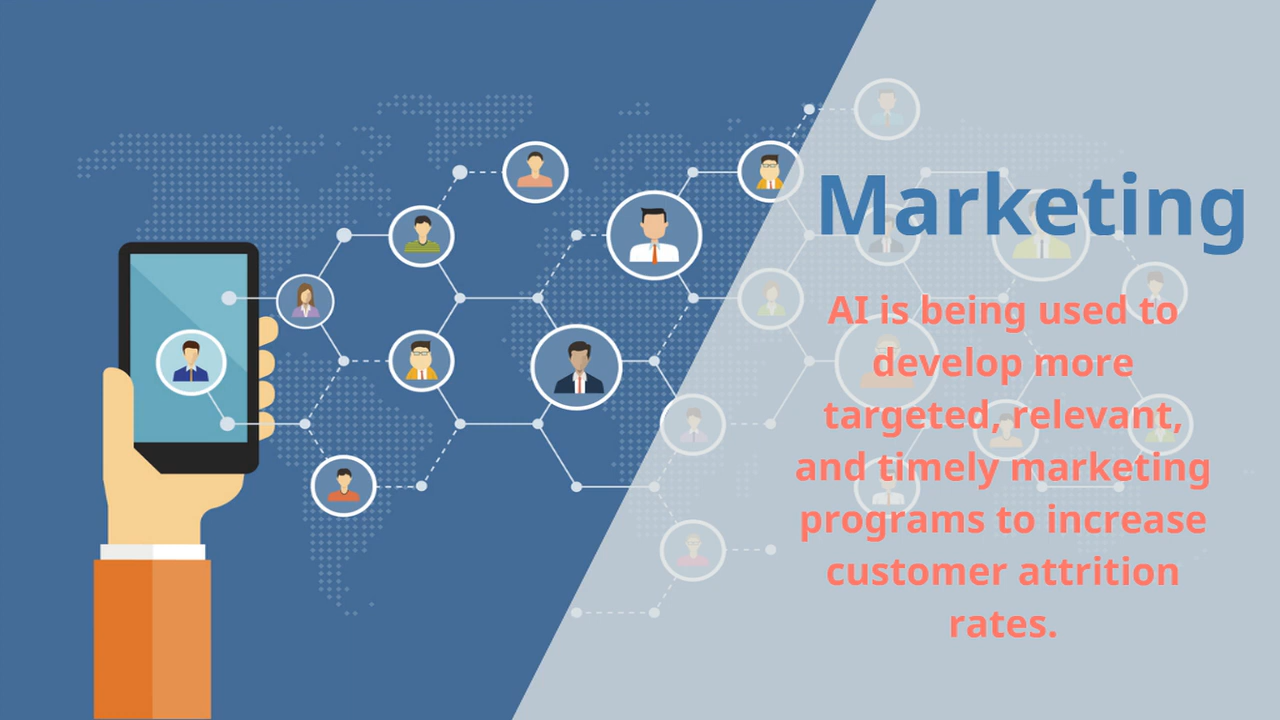 Marketing
AI is being used to
develop more
targeted, relevant,
and timely marketing
programs to increase
customer attrition
rates.